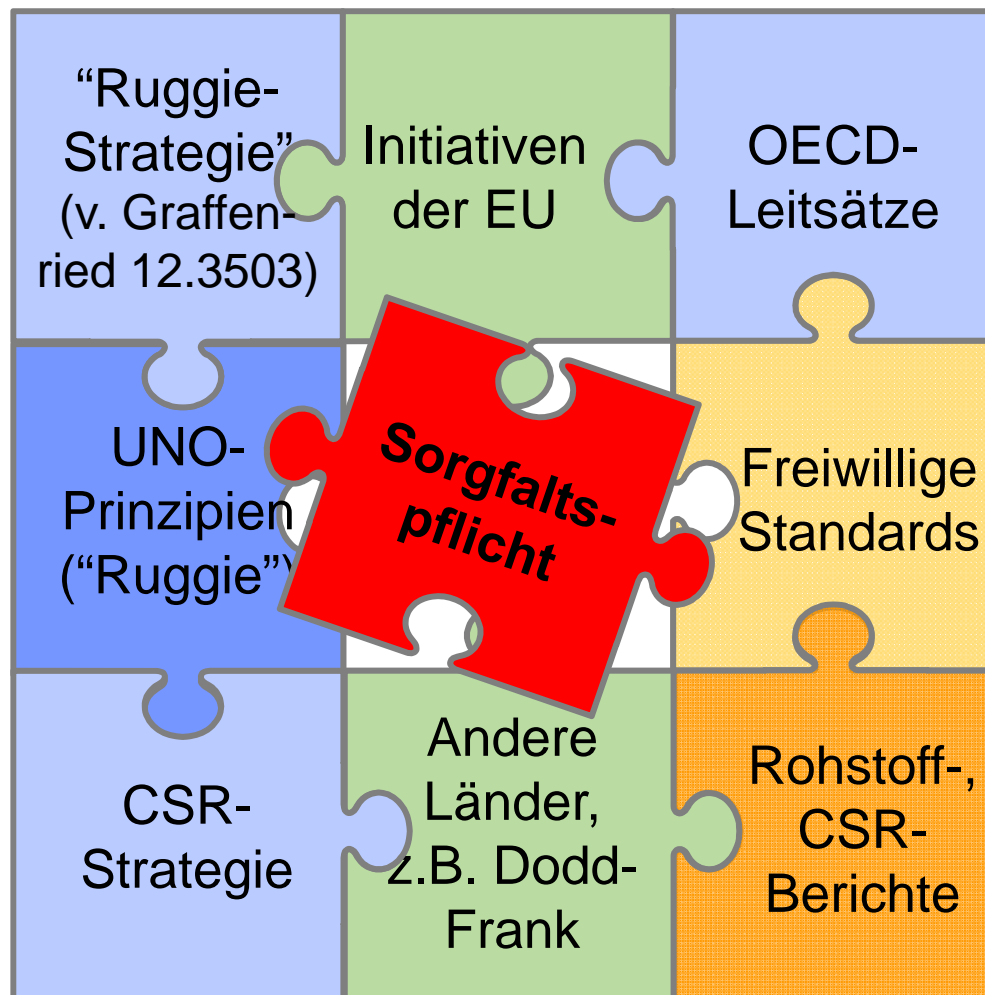 “Ruggie-
Strategie”
(v. Graffen-
ried 12.3503)
Initiativen
der EU
OECD-
Leitsätze
UNO-
Prinzipien
(“Ruggie”)
Sorgfalts-
pflicht
Freiwillige
Standards
CSR-
Strategie
Andere
Länder,
z.B. Dodd-
Frank
Rohstoff-,
CSR-
Berichte